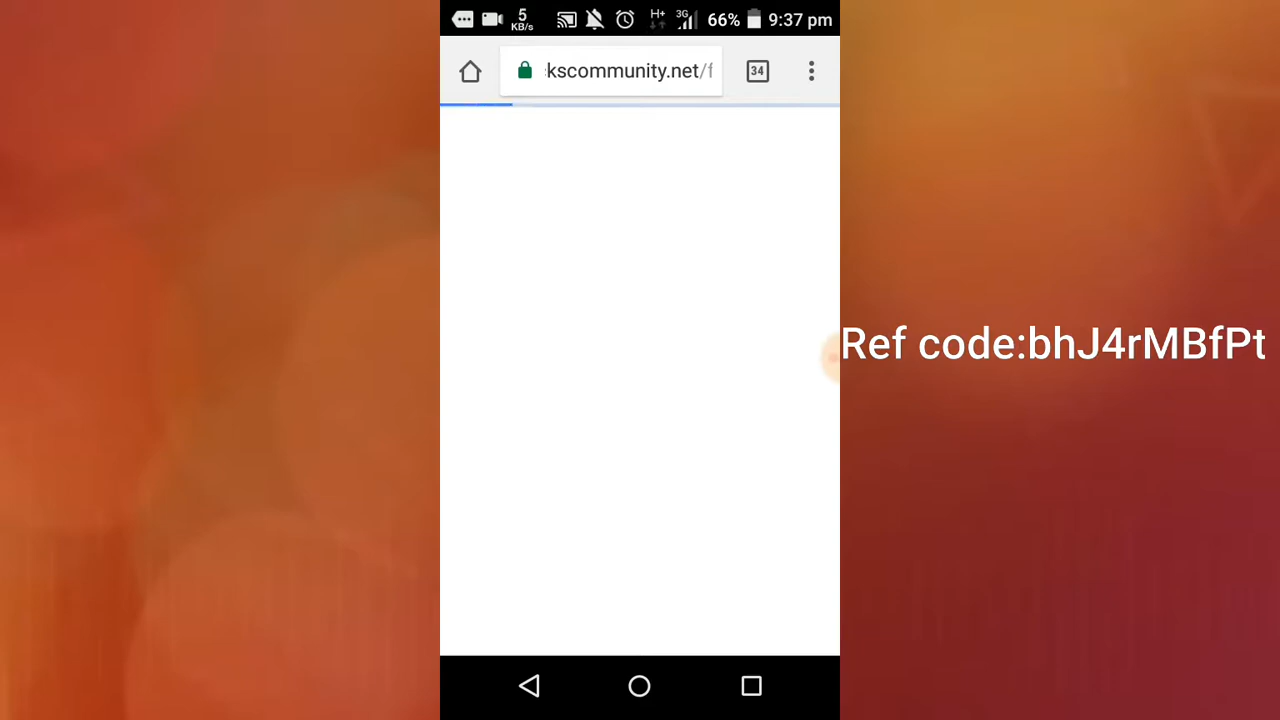 5
KB/s
H+
3G
66%
9:37 pm
kscommunity.net/f
34
Ref code:bhJ4rMBfPt